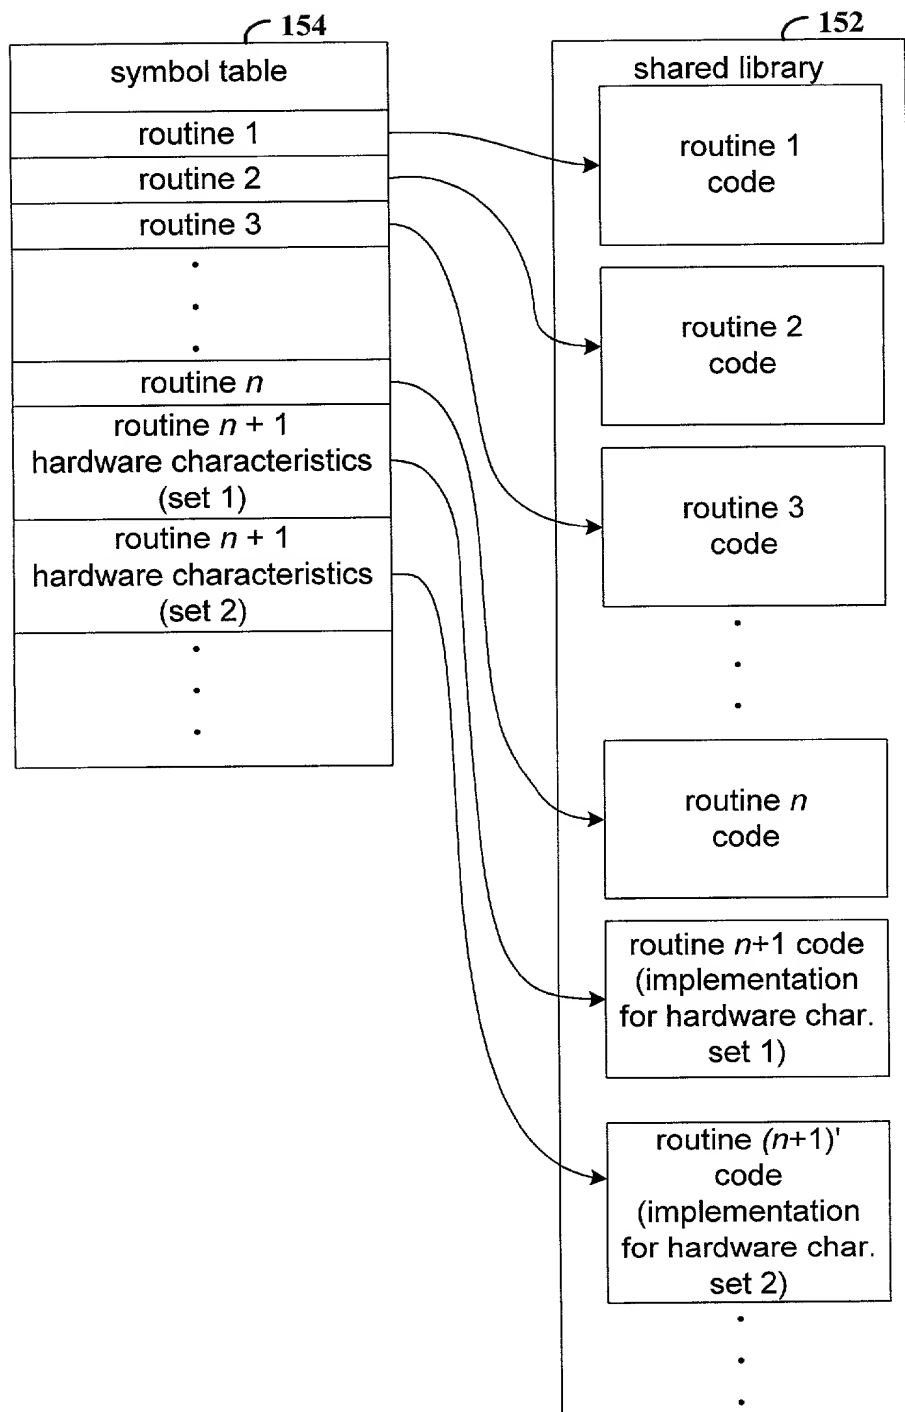 154
symbol table
routine 1
routine 2
routine 3
routine n
routine n + 1
hardware characteristics
(set 1)
routine n + 1
hardware characteristics
(set 2)
152
shared library
routine 1
code
routine 2
code
routine 3
code
routine n
code
routine n+1 code
(implementation
for hardware char.
set 1)
routine (n+1)'
code
(implementation
for hardware char.
set 2)